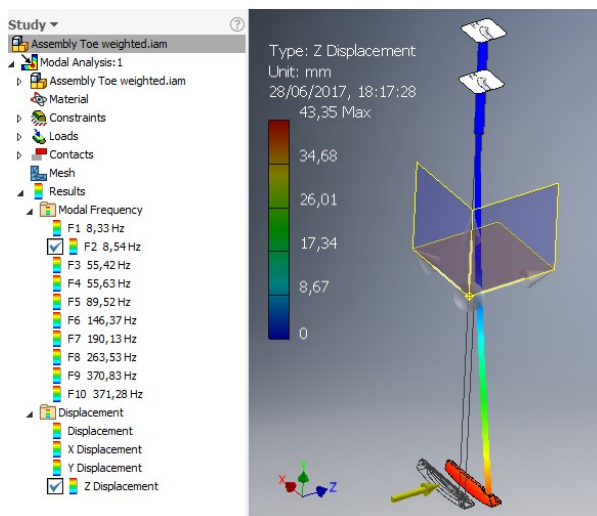 Study
Assembly Toe weighted.iam
Modal Analysis:1
Assembly Toe weighted.iam
Material
Constraints
Loads
Contacts
Mesh
Results
Modal Frequency
F1 8,33 Hz
F2 8,54 Hz
F3 55,42 Hz
F4 55,63 Hz
F5 89,52 Hz
F6 146,37 Hz
F7 190,13 Hz
F8 263,53 Hz
F9 370,83 Hz
F10 371,28 Hz
Displacement
Displacement
X Displacement
Y Displacement
Z Displacement
Type: Z Displacement
Unit: mm
28/06/2017, 18:17:28
43,35 Max
34,68
26,01
17,34
8,67
0
Y
X
Z